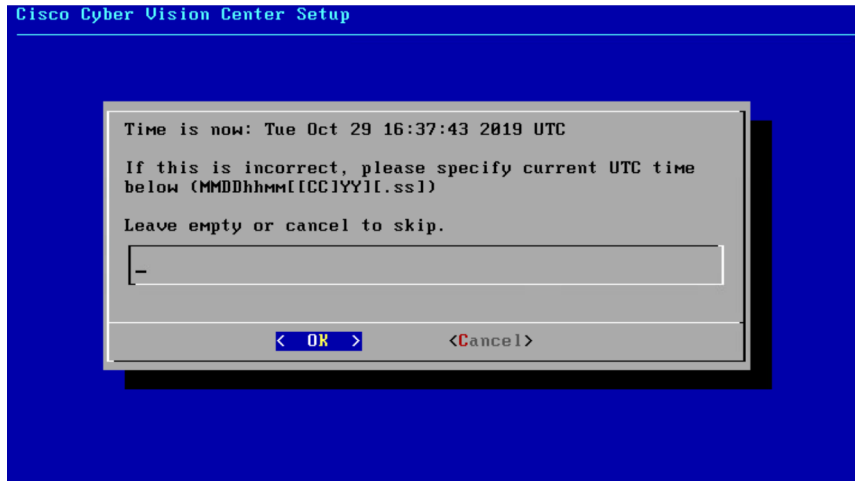 Cisco Cyber Vision Center Setup
Time is now: Tue Oct 29 16:37:43 2019 UTC
If this is incorrect, please specify current UTC time
below (MMDDhhmm[[CC]YY][.ss])
Leave empty or cancel to skip.
< OK > <Cancel>